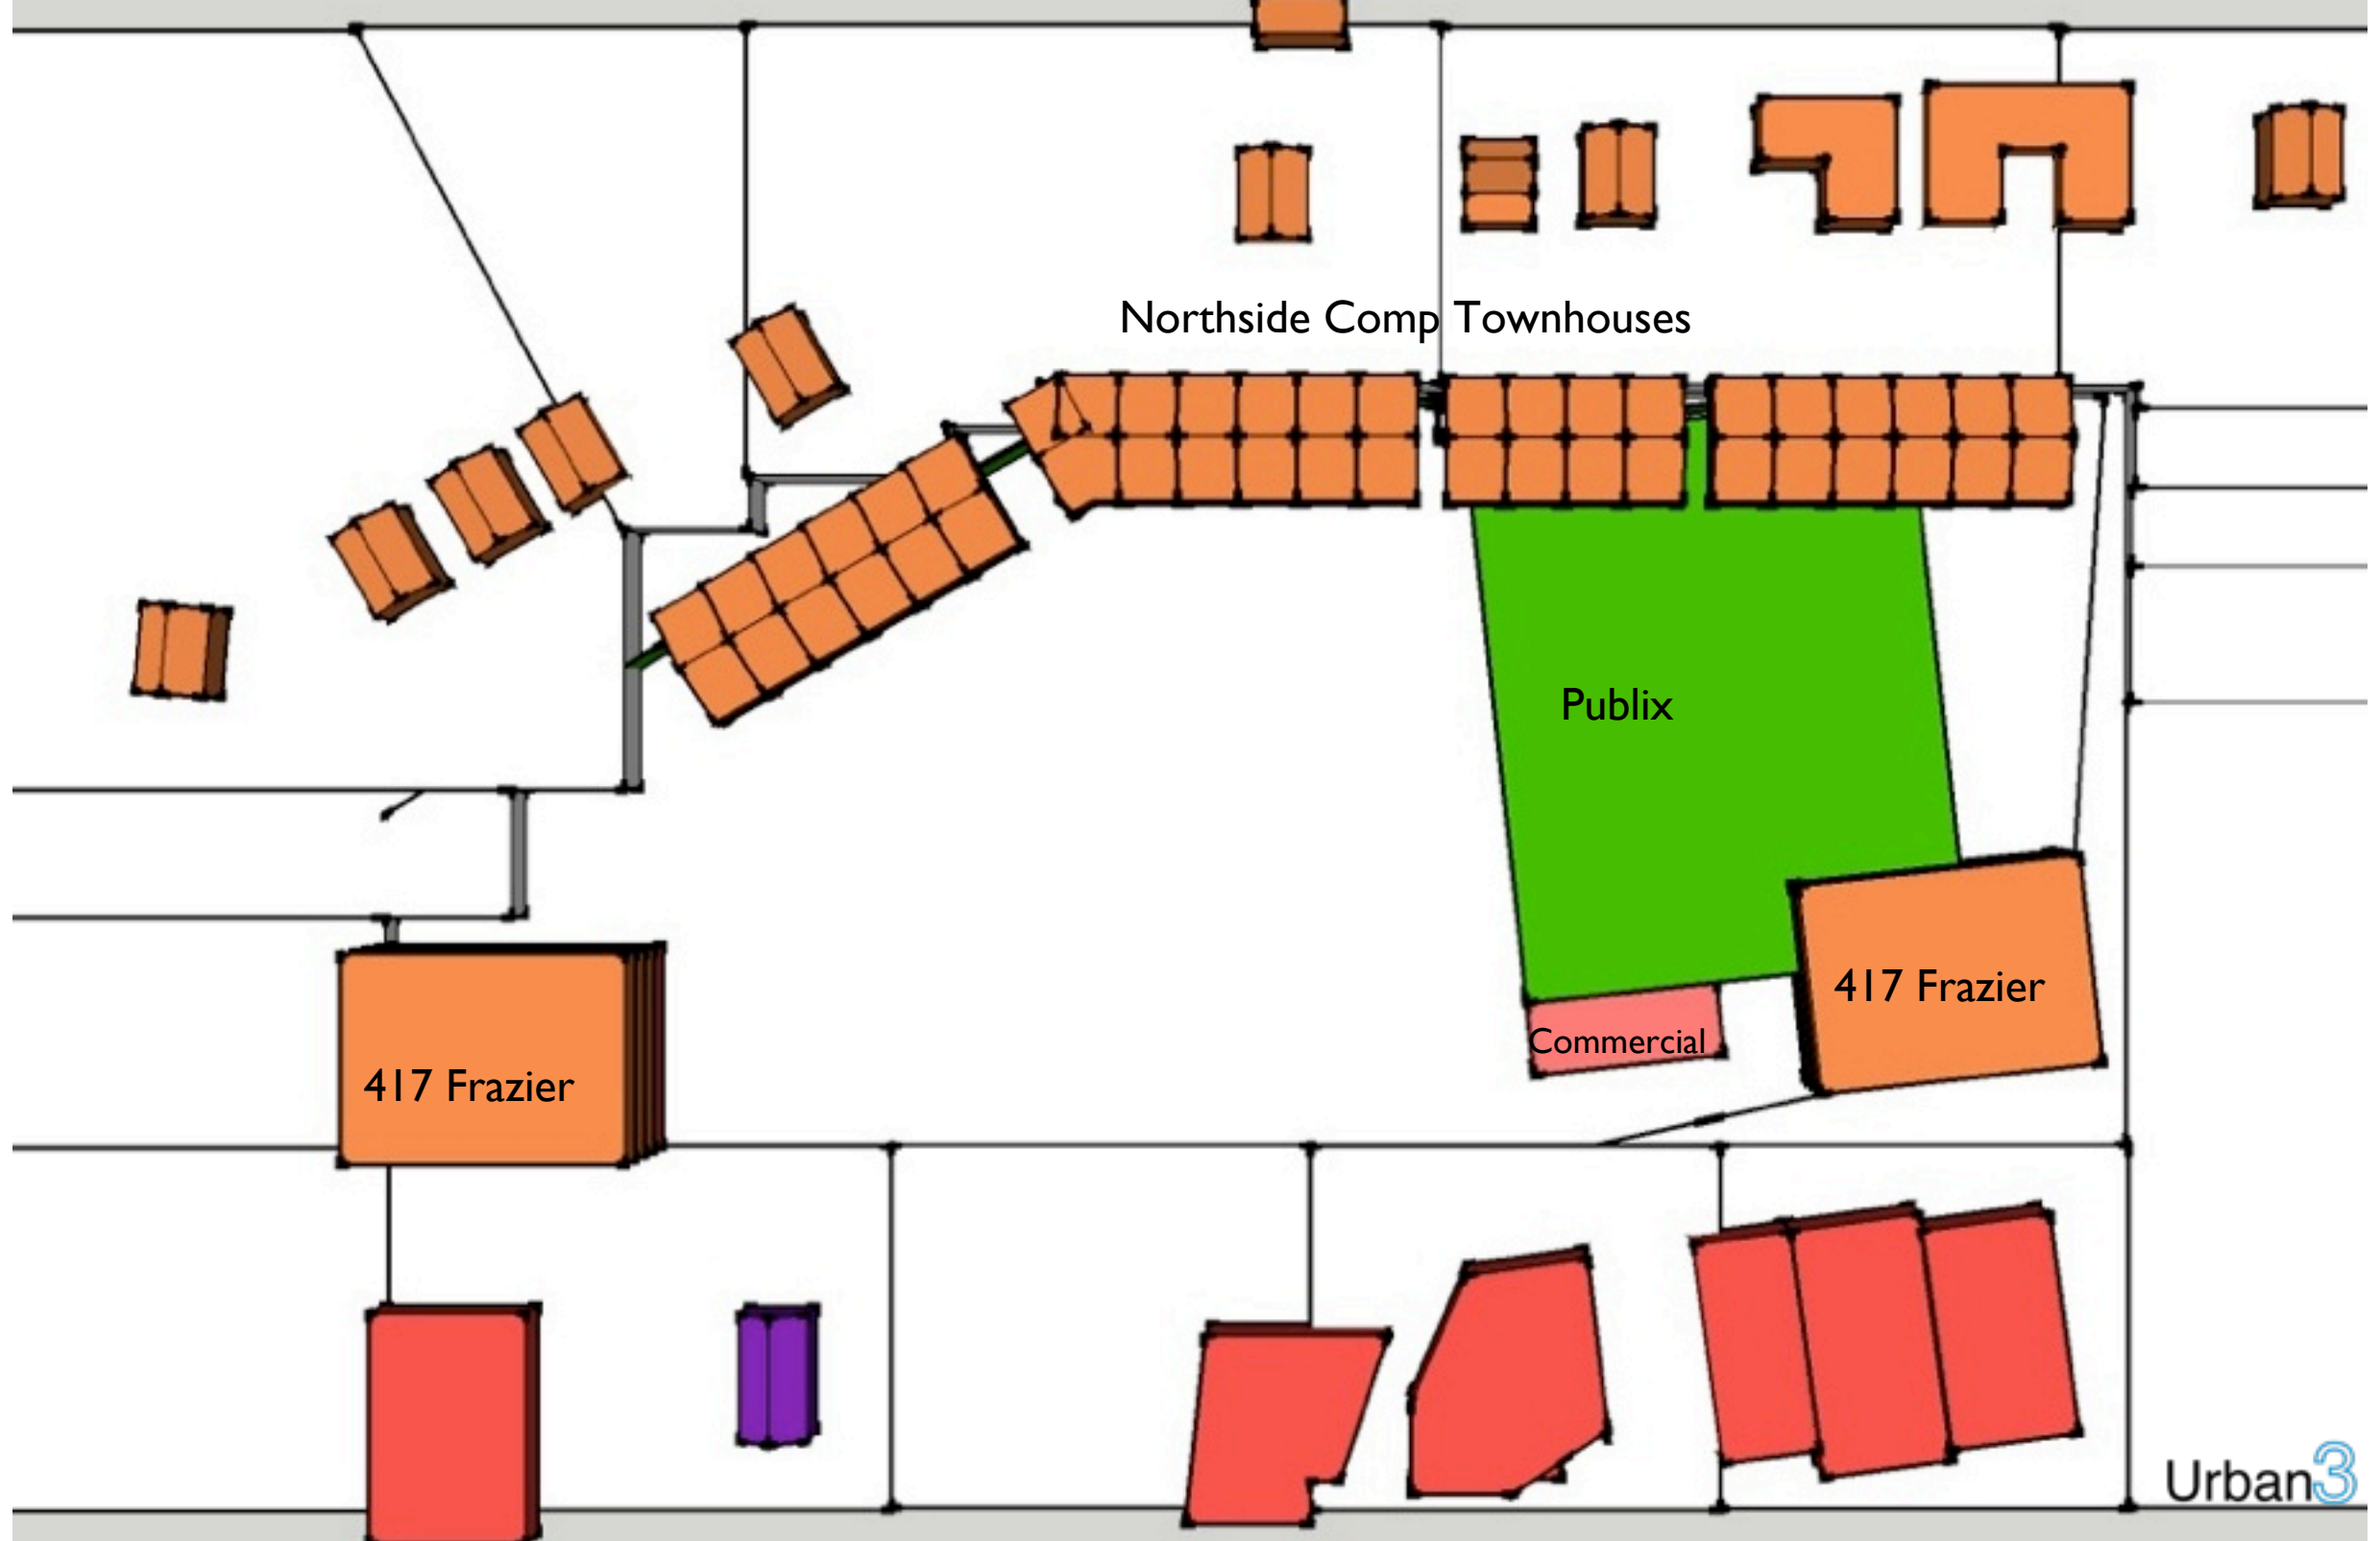 Northside Comp Townhouses
Publix
417 Frazier
Commercial
417 Frazier
Urban3